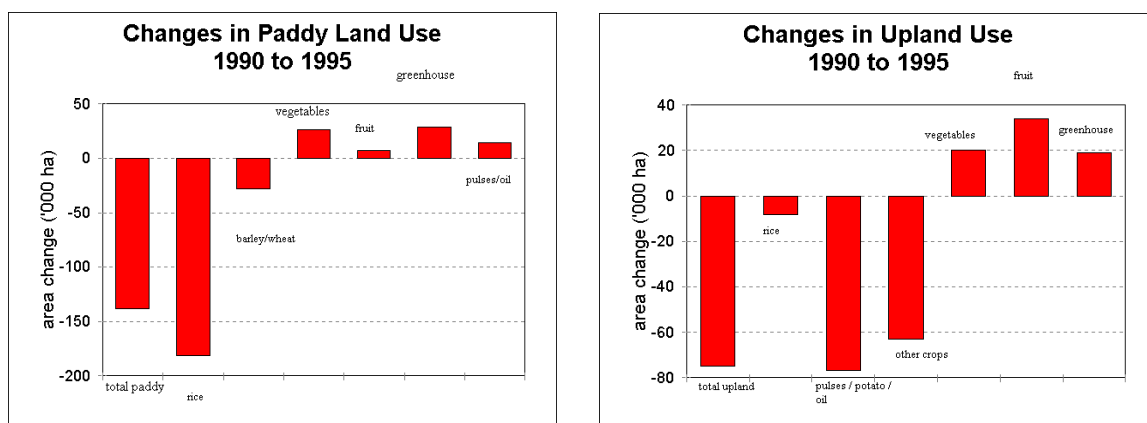 Changes in Paddy Land Use
1990 to 1995
greenhouse
vegetables
fruit
pulses/oil
barley/wheat
total paddy
rice
area change ('000 ha)
50
0
-50
-100
-150
-200
Changes in Upland Use
1990 to 1995
fruit
vegetables
greenhouse
rice
other crops
total upland
pulses / potato /
oil
area change ('000 ha)
40
20
0
-20
-40
-60
-80